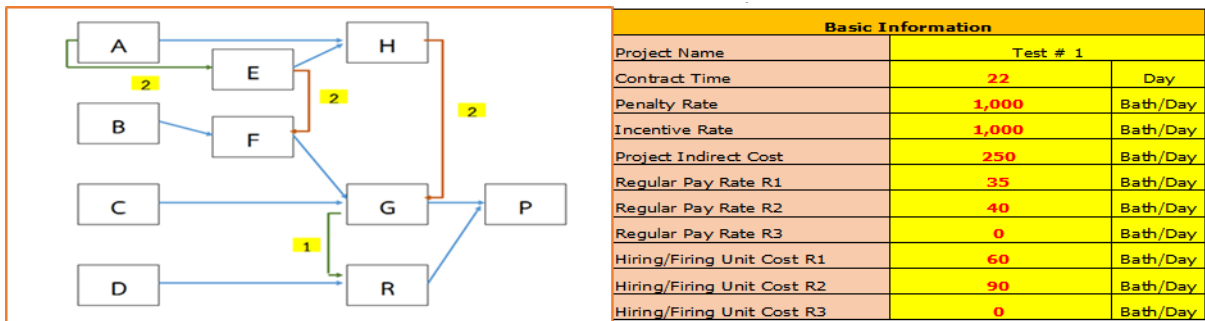 A
H
E
2
2
2
B
F
C
G
P
1
D
R
Basic Information
Project Name Test # 1
Contract Time 22 Day
Penalty Rate 1,000 Bath/Day
Incentive Rate 1,000 Bath/Day
Project Indirect Cost 250 Bath/Day
Regular Pay Rate R1 35 Bath/Day
Regular Pay Rate R2 40 Bath/Day
Regular Pay Rate R3 0 Bath/Day
Hiring/Firing Unit Cost R1 60 Bath/Day
Hiring/Firing Unit Cost R2 90 Bath/Day
Hiring/Firing Unit Cost R3 0 Bath/Day